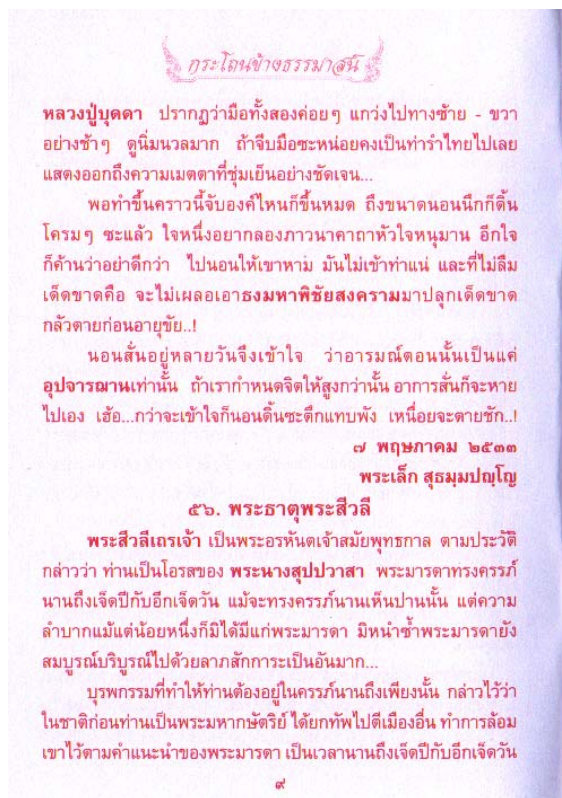 กระโถนข้างธรรมาสน์
หลวงปู่บุดดา ปรากฏว่ามือทั้งสองค่อยๆ แกว่งไปทางซ้าย - ขวา
อย่างช้าๆ ดูนิ่มนวลมาก ถ้าจีบมือซะหน่อยคงเป็นท่ารำไทยไปเลย
แสดงออกถึงความเมตตาที่ชุ่มเย็นอย่างชัดเจน...
พอทำขึ้นคราวนี้จับองค์ไหนก็ขึ้นหมด ถึงขนาดนอนนึกก็ดิ้น
โครมๆ ซะแล้ว ใจหนึ่งอยากลองภาวนาคาถาหัวใจหนุมาน อีกใจ
ก็ค้านว่าอย่าดีกว่า ไปนอนให้เขาหาม มันไม่เข้าท่าแน่ และที่ไม่ลืม
เด็ดขาดคือ จะไม่เผลอเอาธงมหาพิชัยสงครามมาปลุกเด็ดขาด
กลัวตายก่อนอายุขัย..!
นอนสั่นอยู่หลายวันจึงเข้าใจ ว่าอารมณ์ตอนนั้นเป็นแค่
อุปจารฌานเท่านั้น ถ้าเรากำหนดจิตให้สูงกว่านั้น อาการสั่นก็จะหาย
ไปเอง เฮ้อ...กว่าจะเข้าใจก็นอนดิ้นซะตึกแทบพัง เหนื่อยจะตายชัก..!
๗ พฤษภาคม ๒๕๓๓
พระเล็ก สุธมฺมปญฺโญ
๕๖. พระธาตุพระสีวลี
พระสีวลีเถรเจ้า เป็นพระอรหันตเจ้าสมัยพุทธกาล ตามประวัติ
กล่าวว่า ท่านเป็นโอรสของ พระนางสุปปวาสา พระมารดาทรงครรภ์
นานถึงเจ็ดปีกับอีกเจ็ดวัน แม้จะทรงครรภ์นานเห็นปานนั้น แต่ความ
ลำบากแม้แต่น้อยหนึ่งก็มิได้มีแก่พระมารดา มิหนำซ้ำพระมารดายัง
สมบูรณ์บริบูรณ์ไปด้วยลาภสักการะเป็นอันมาก...
บุรพกรรมที่ทำให้ท่านต้องอยู่ในครรภ์นานถึงเพียงนั้น กล่าวไว้ว่า
ในชาติก่อนท่านเป็นพระมหากษัตริย์ ได้ยกทัพไปตีเมืองอื่น ทำการล้อม
เขาไว้ตามคำแนะนำของพระมารดา เป็นเวลานานถึงเจ็ดปีกับอีกเจ็ดวัน
๙